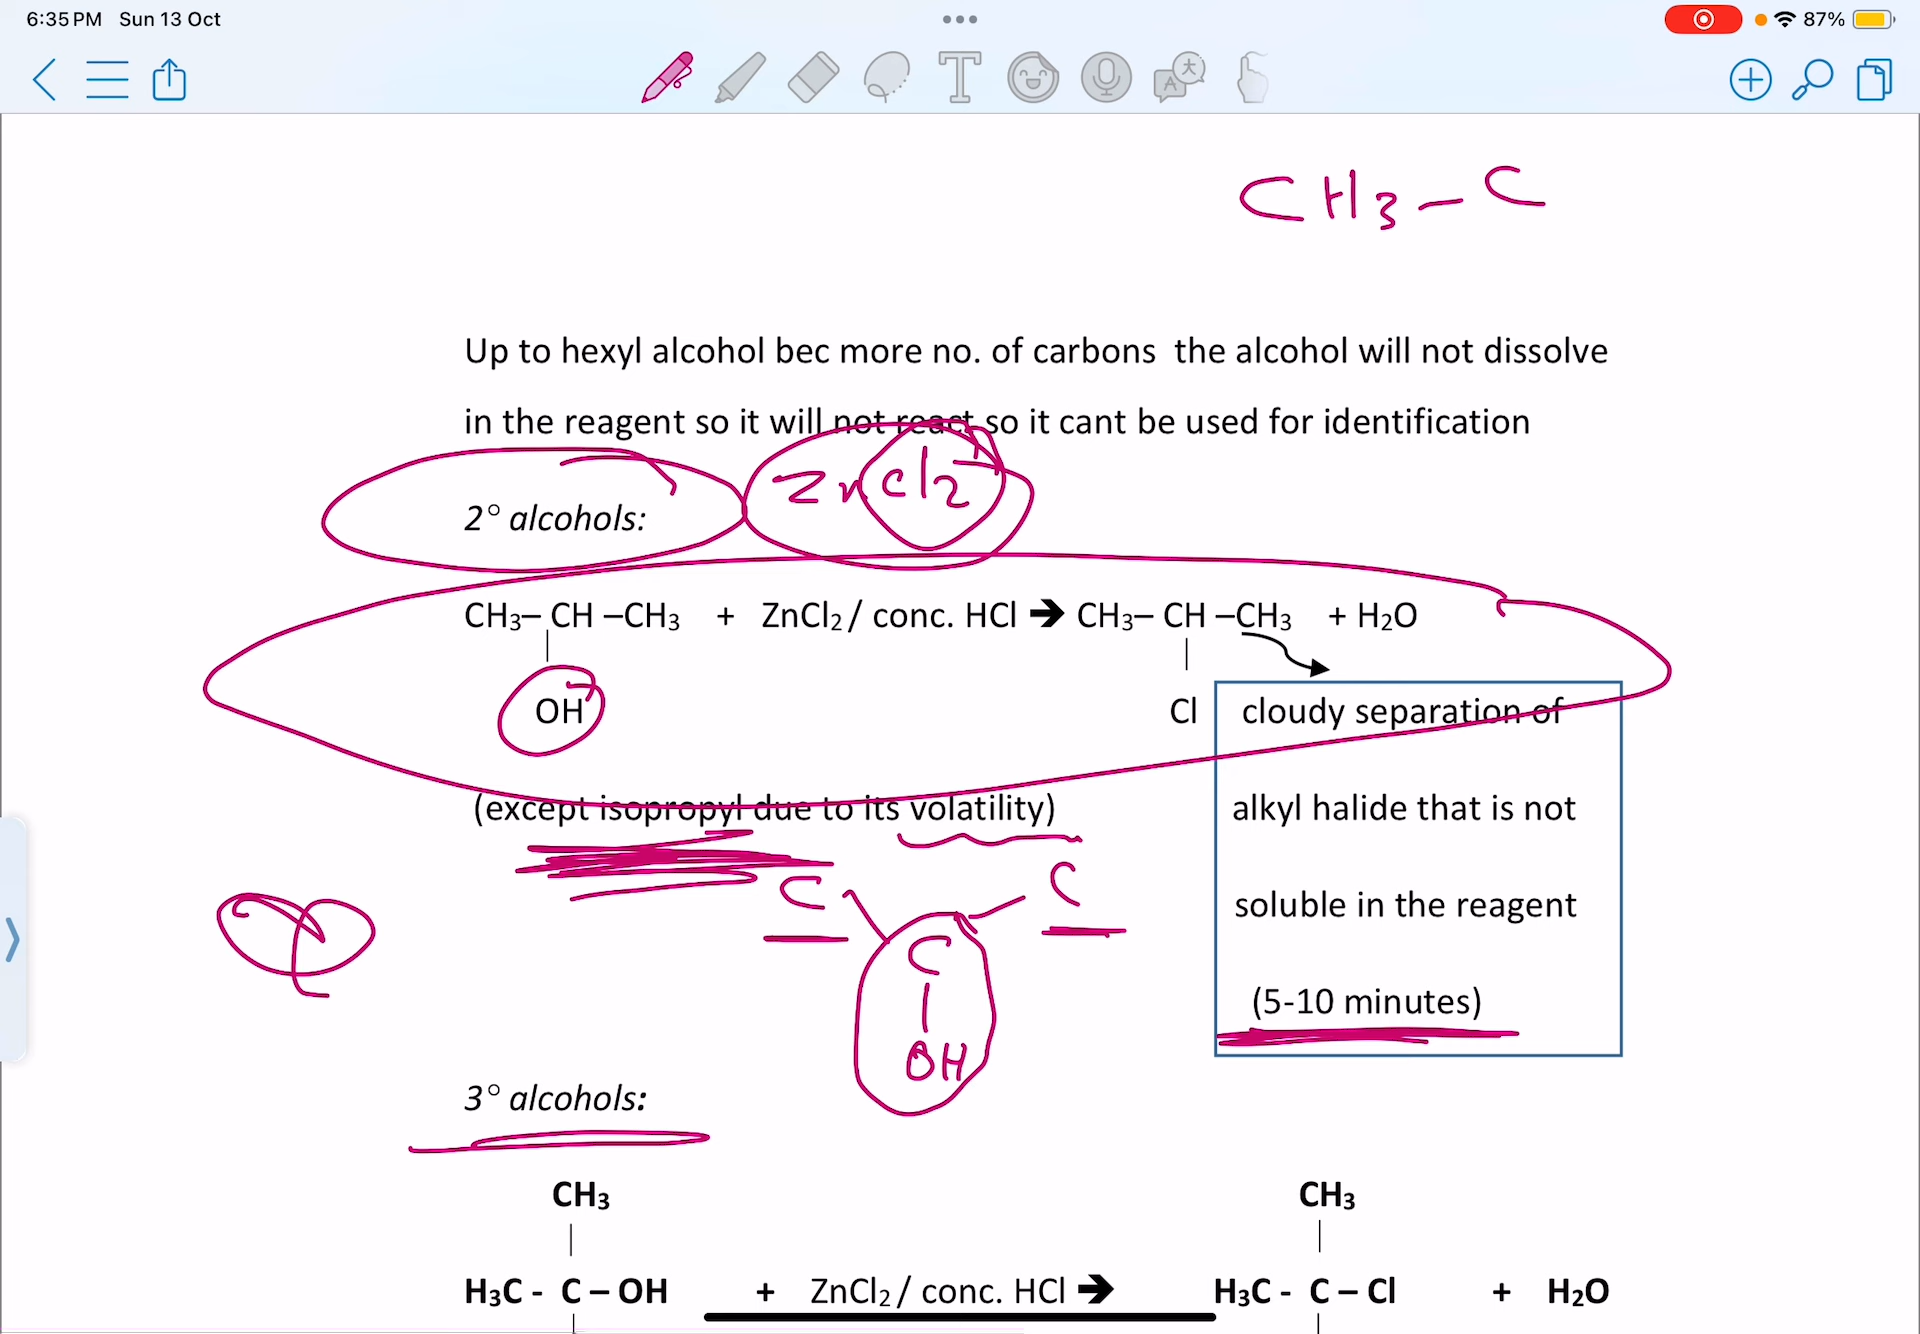 6:35 PM Sun 13 Oct
87%
CH3-C
Up to hexyl alcohol bec more no. of carbons the alcohol will not dissolve
in the reagent so it will not react so it cant be used for identification
2° alcohols:
ZnCl2
CH₃– CH –CH₃ + ZnCl₂ / conc. HCl ➔ CH₃– CH –CH₃ + H₂O
OH
Cl
cloudy separation of
(except isopropyl due to its volatility)
alkyl halide that is not
C C
soluble in the reagent
C
(5-10 minutes)
OH
3° alcohols:
CH₃ CH₃
H₃C - C – OH + ZnCl₂ / conc. HCl ➔ H₃C - C – Cl + H₂O